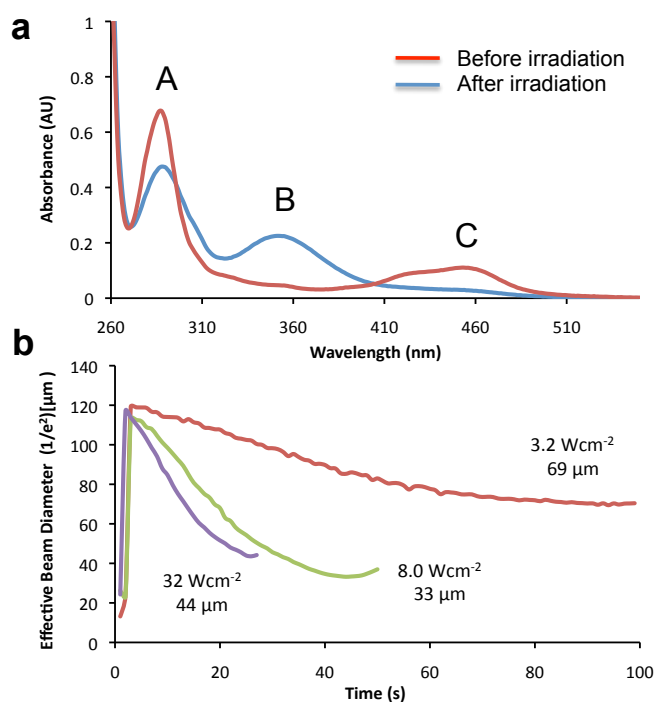 a
Before irradiation
After irradiation
A
B
C
Absorbance (AU)
1
0.8
0.6
0.4
0.2
0
260 310 360 410 460 510
Wavelength (nm)
b
Effective Beam Diameter (1/e²)[μm ]
140
120
100
80
60
40
20
0
3.2 Wcm⁻²
69 μm
8.0 Wcm⁻²
33 μm
32 Wcm⁻²
44 μm
0 20 40 60 80 100
Time (s)